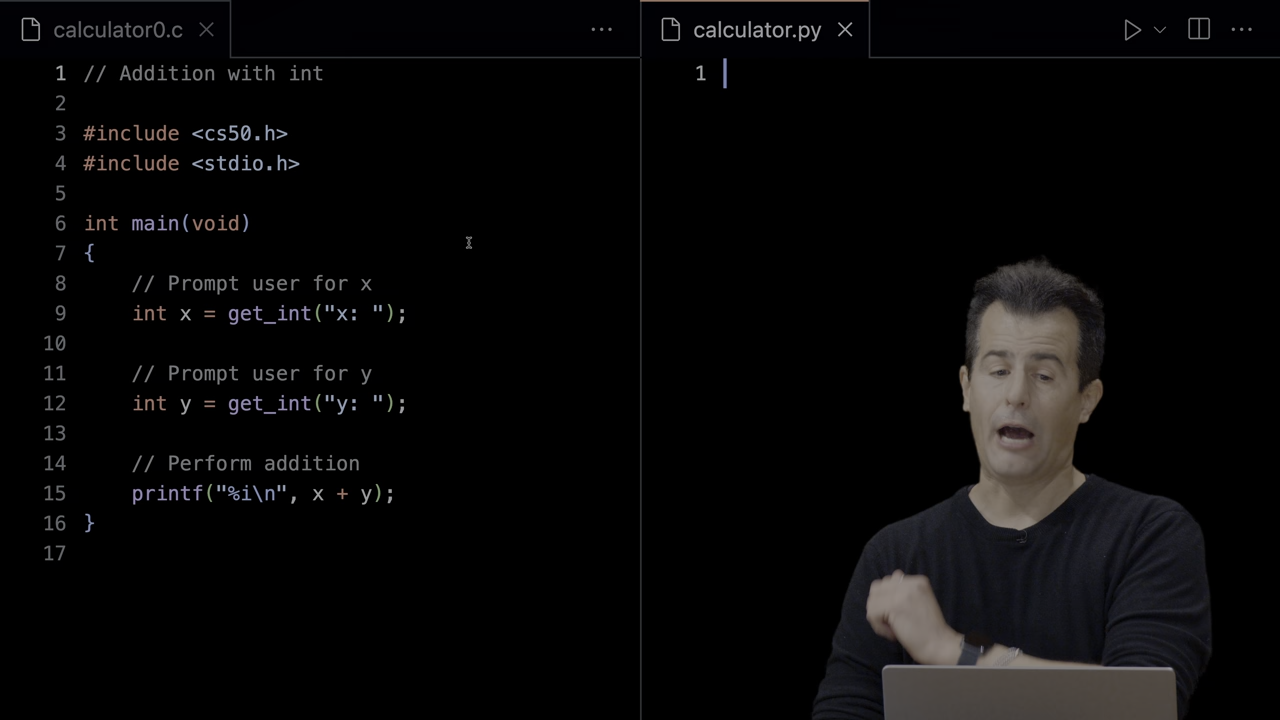 calculator0.c
1 // Addition with int
2
3 #include <cs50.h>
4 #include <stdio.h>
5
6 int main(void)
7 {
8 // Prompt user for x
9 int x = get_int("x: ");
10
11 // Prompt user for y
12 int y = get_int("y: ");
13
14 // Perform addition
15 printf("%i\n", x + y);
16 }
17
calculator.py
1